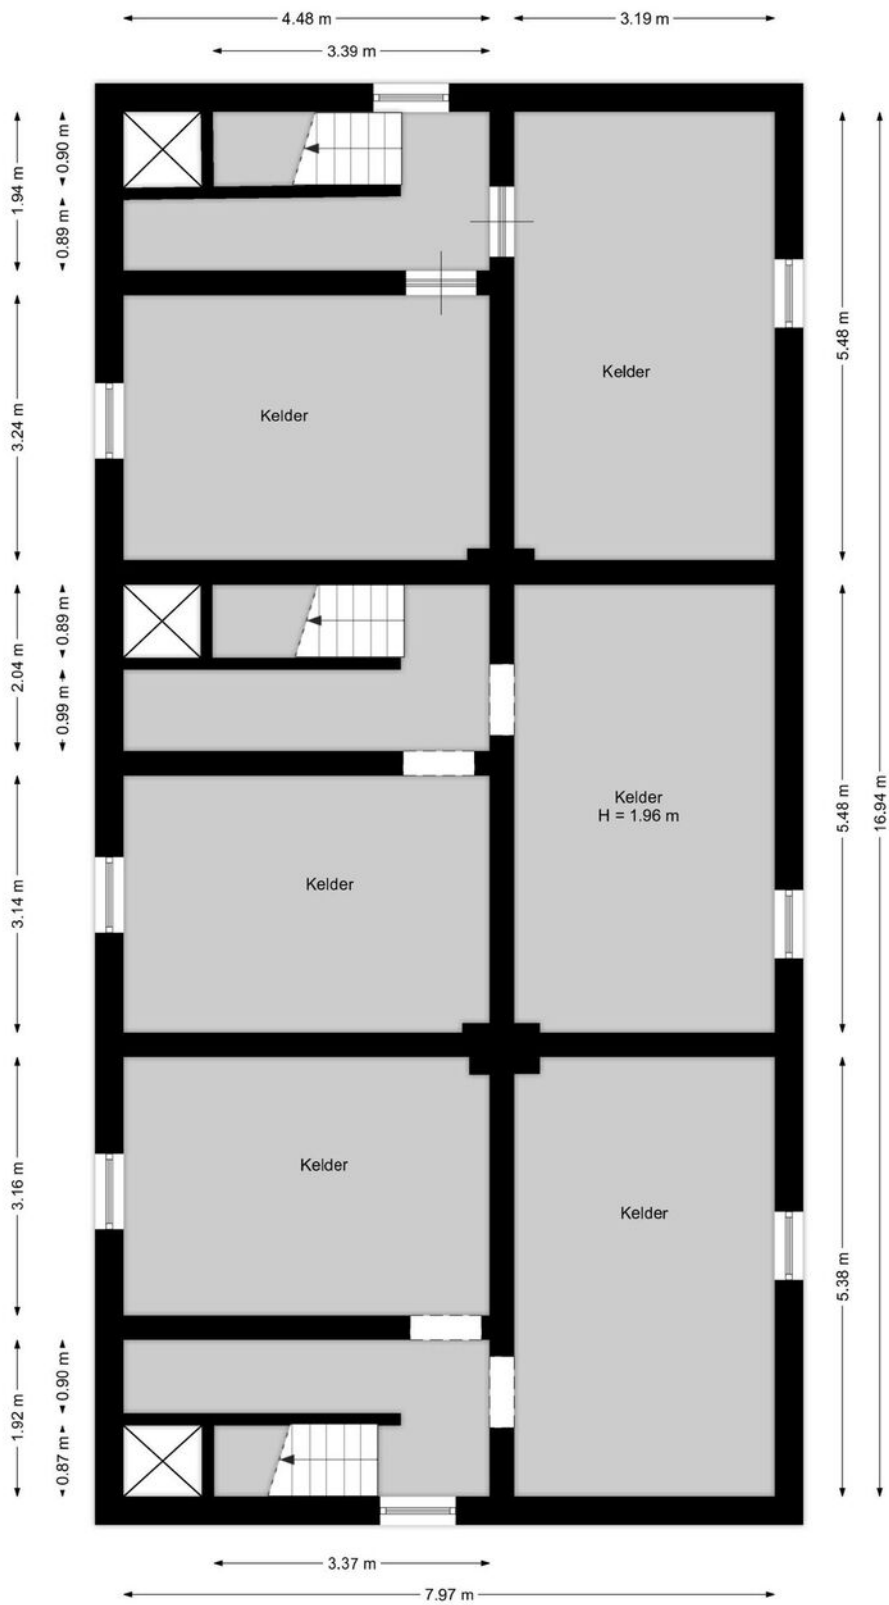 4.48 m
3.19 m
3.39 m
1.94 m
0.90 m
0.89 m
5.48 m
Kelder
3.24 m
Kelder
2.04 m
0.89 m
0.99 m
16.94 m
5.48 m
Kelder
H = 1.96 m
3.14 m
Kelder
3.16 m
Kelder
Kelder
5.38 m
1.92 m
0.90 m
0.87 m
3.37 m
7.97 m